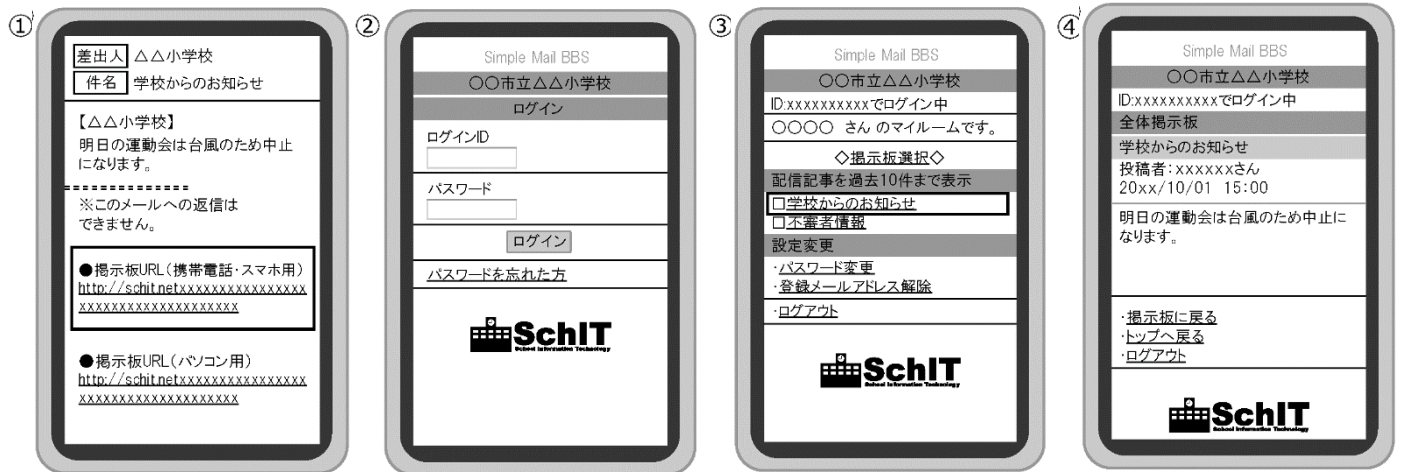 ①
差出人 △△小学校
件名 学校からのお知らせ
【△△小学校】
明日の運動会は台風のため中止
になります。
=============
※このメールへの返信は
できません。
●掲示板URL(携帯電話・スマホ用)
http://schit.netxxxxxxxxxxxxxxxx
xxxxxxxxxxxxxxxxxxxx
●掲示板URL(パソコン用)
http://schit.netxxxxxxxxxxxxxxxx
xxxxxxxxxxxxxxxxxxxx
②
Simple Mail BBS
〇〇市立△△小学校
ログイン
ログインID
パスワード
ログイン
パスワードを忘れた方
SchIT
School Information Technology
③
Simple Mail BBS
〇〇市立△△小学校
ID:xxxxxxxxxxでログイン中
〇〇〇〇 さん のマイルームです。
◇掲示板選択◇
配信記事を過去10件まで表示
□学校からのお知らせ
□不審者情報
設定変更
・パスワード変更
・登録メールアドレス解除
・ログアウト
SchIT
School Information Technology
④
Simple Mail BBS
〇〇市立△△小学校
ID:xxxxxxxxxxでログイン中
全体掲示板
学校からのお知らせ
投稿者:xxxxxxさん
20xx/10/01 15:00
明日の運動会は台風のため中止に
なります。
・掲示板に戻る
・トップへ戻る
・ログアウト
SchIT
School Information Technology